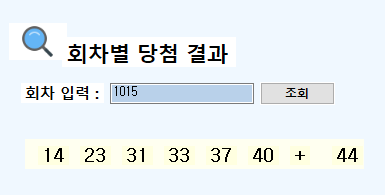 회차별 당첨 결과
회차 입력 : 1015 조회
14 23 31 33 37 40 + 44